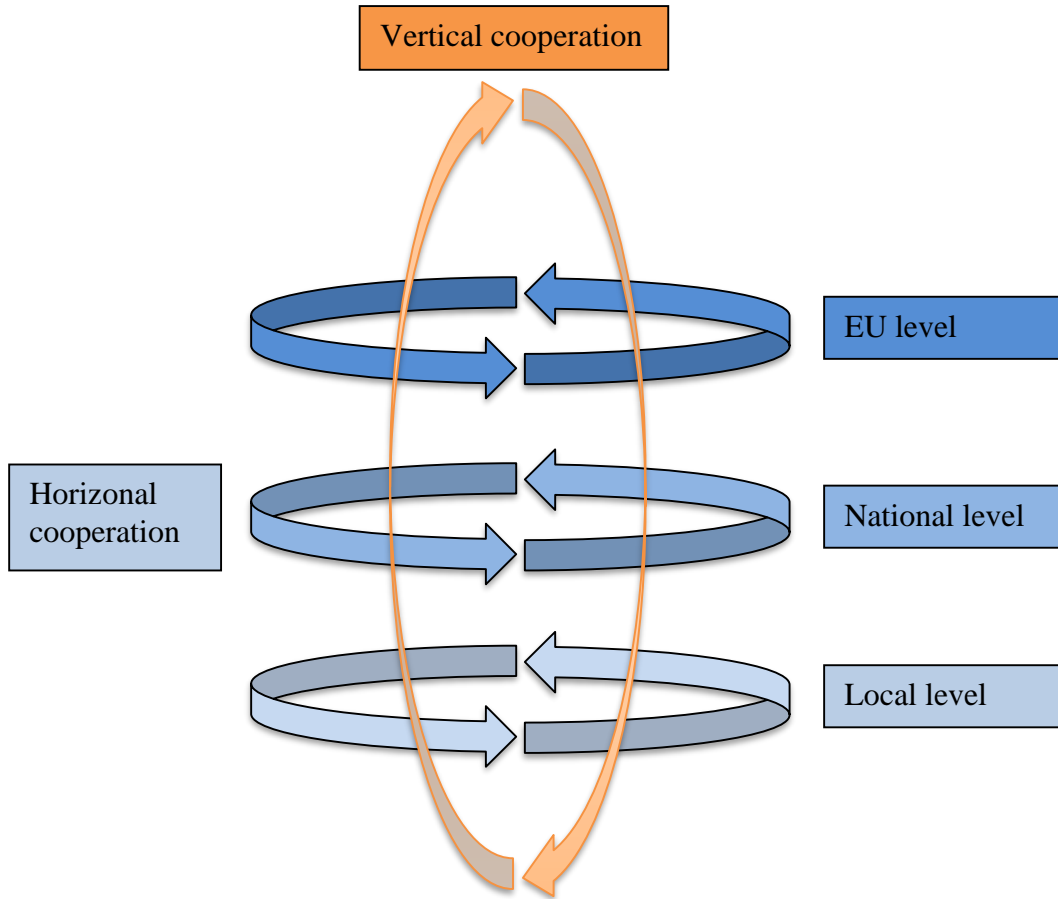 Vertical cooperation
EU level
Horizonal
cooperation
National level
Local level